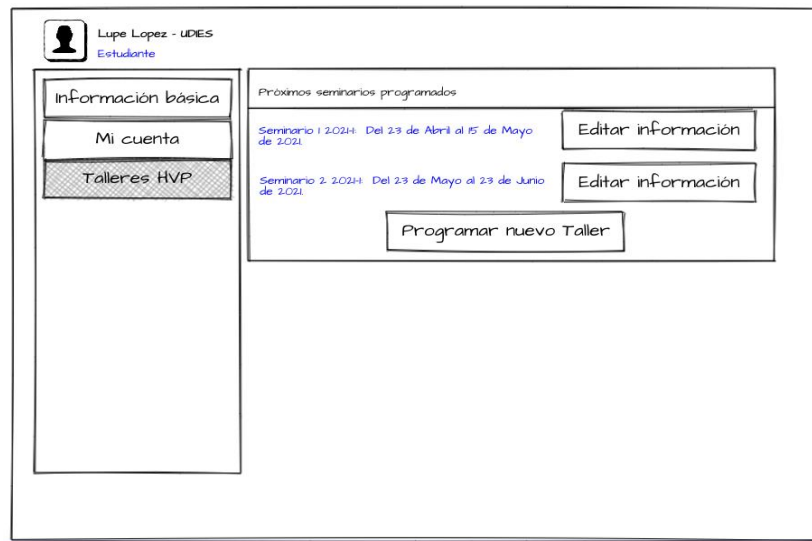 Lupe Lopez - UDIES
Estudiante
Información básica
Mi cuenta
Talleres HVP
Próximos seminarios programados
Seminario 1 2021-1: Del 23 de Abril al 15 de Mayo
de 2021.
Editar información
Seminario 2 2021-1: Del 23 de Mayo al 23 de Junio
de 2021.
Editar información
Programar nuevo Taller